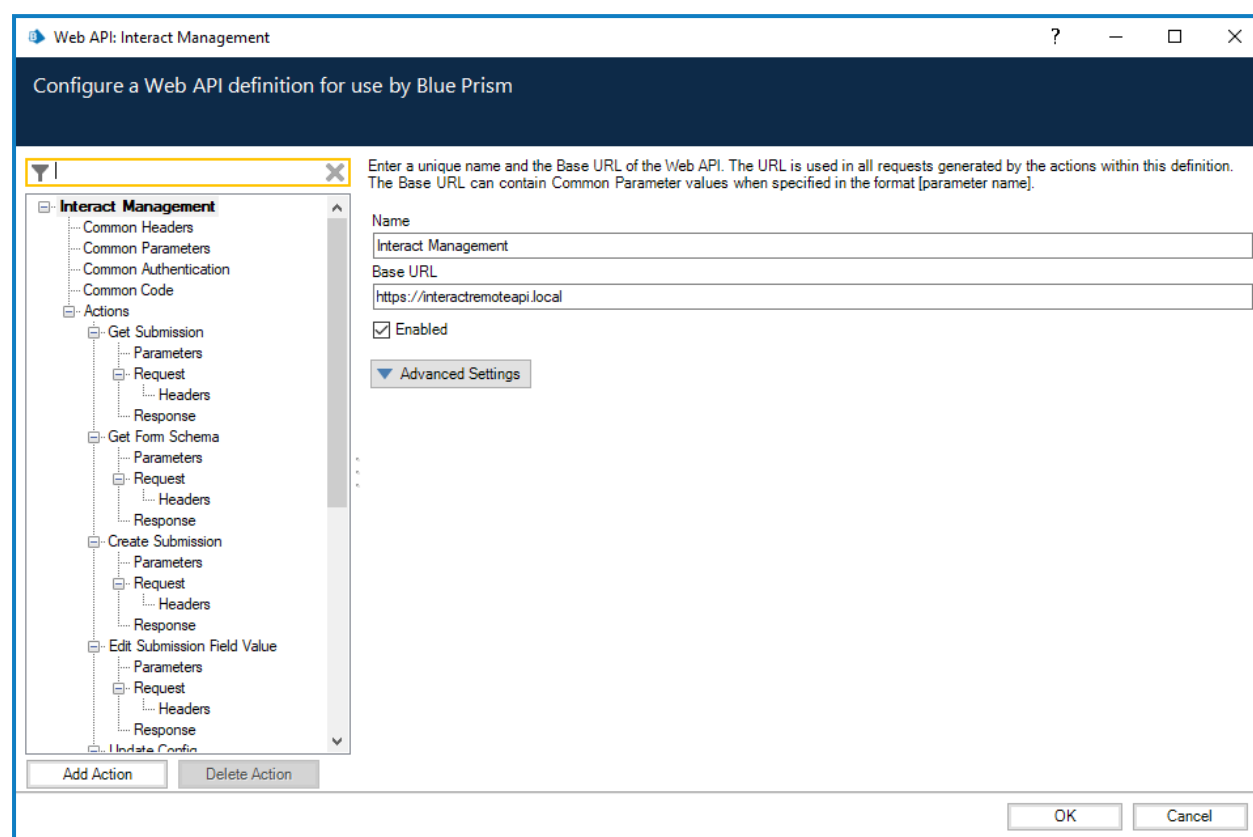 Web API: Interact Management
?
Configure a Web API definition for use by Blue Prism
Enter a unique name and the Base URL of the Web API. The URL is used in all requests generated by the actions within this definition.
The Base URL can contain Common Parameter values when specified in the format [parameter name].
Interact Management
Common Headers
Common Parameters
Common Authentication
Common Code
Actions
Get Submission
Parameters
Request
Headers
Response
Get Form Schema
Parameters
Request
Headers
Response
Create Submission
Parameters
Request
Headers
Response
Edit Submission Field Value
Parameters
Request
Headers
Response
Update Config
Add Action
Delete Action
Name
Interact Management
Base URL
https://interactremoteapi.local
Enabled
Advanced Settings
OK
Cancel